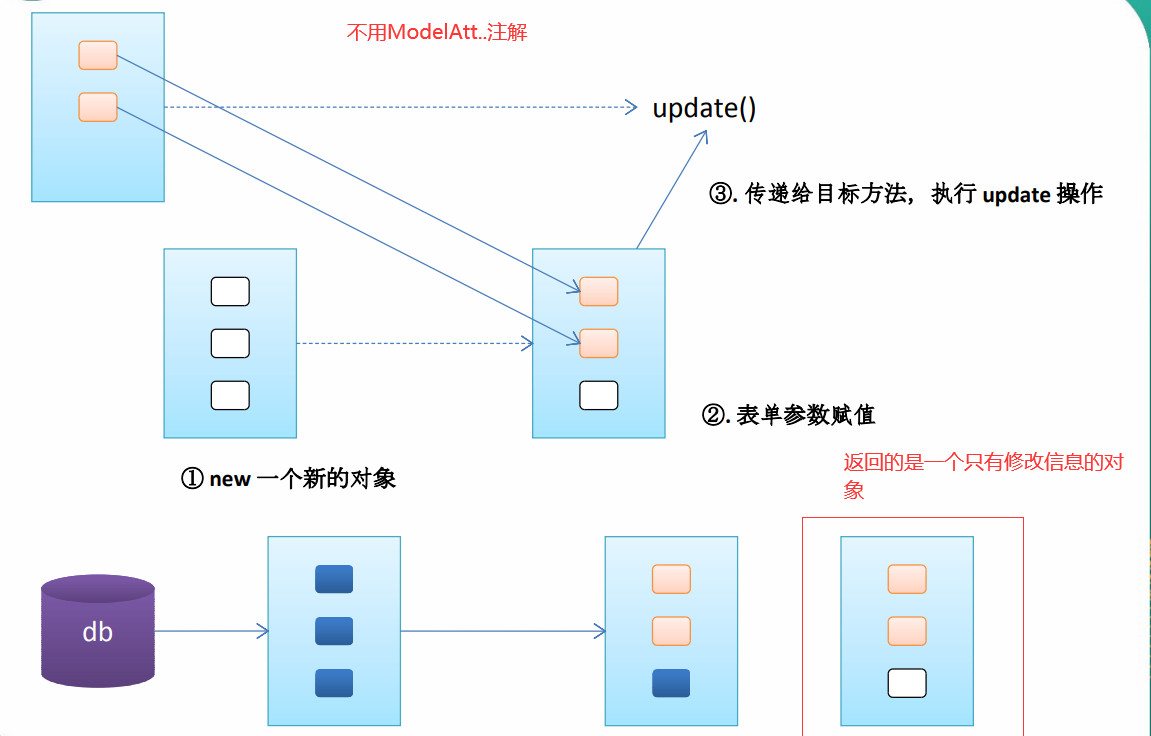 不用ModelAtt..注解
update()
③. 传递给目标方法, 执行 update 操作
②. 表单参数赋值
① new 一个新的对象
返回的是一个只有修改信息的对
象
db